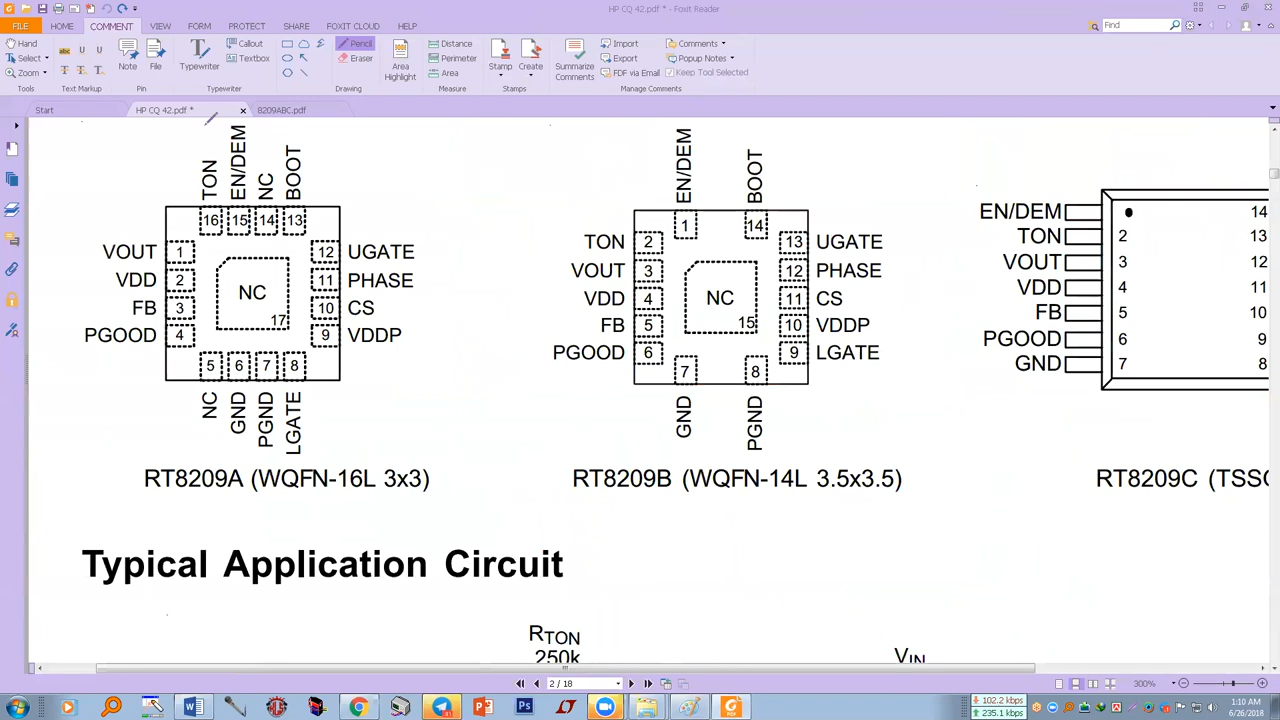 HP CQ 42.pdf * - Foxit Reader
FILE HOME COMMENT VIEW FORM PROTECT SHARE FOXIT CLOUD HELP
Find
Hand
Select
Zoom
Tools
Text Markup
Note
File
Pin
Typewriter
Callout
Textbox
Typewriter
Pencil
Eraser
Drawing
Area Highlight
Distance
Perimeter
Area
Measure
Stamp
Create
Stamps
Summarize Comments
Import
Export
FDF via Email
Comments
Popup Notes
Keep Tool Selected
Manage Comments
Start
HP CQ 42.pdf *
8209ABC.pdf
TON
EN/DEM
NC
BOOT
16 15 14 13
VOUT 1
VDD 2
FB 3
PGOOD 4
12 UGATE
11 PHASE
10 CS
9 VDDP
NC
17
5 6 7 8
NC
GND
PGND
LGATE
RT8209A (WQFN-16L 3x3)
EN/DEM
BOOT
1 14
TON 2
VOUT 3
VDD 4
FB 5
PGOOD 6
13 UGATE
12 PHASE
11 CS
10 VDDP
9 LGATE
NC
15
7 8
GND
PGND
RT8209B (WQFN-14L 3.5x3.5)
EN/DEM 14
TON 2 13
VOUT 3 12
VDD 4 11
FB 5 10
PGOOD 6 9
GND 7 8
RT8209C (TSSO
Typical Application Circuit
RTON
250k
VIN
2 / 18
300%
102.2 kbps
235.1 kbps
1:10 AM
6/26/2018